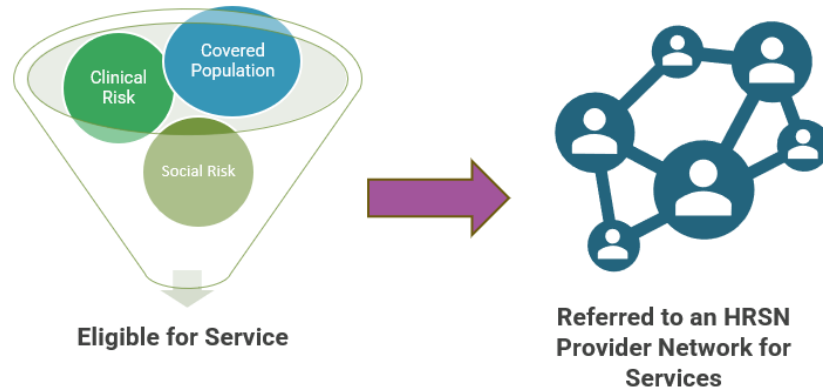 Clinical
Risk
Covered
Population
Social Risk
Eligible for Service
Referred to an HRSN
Provider Network for
Services